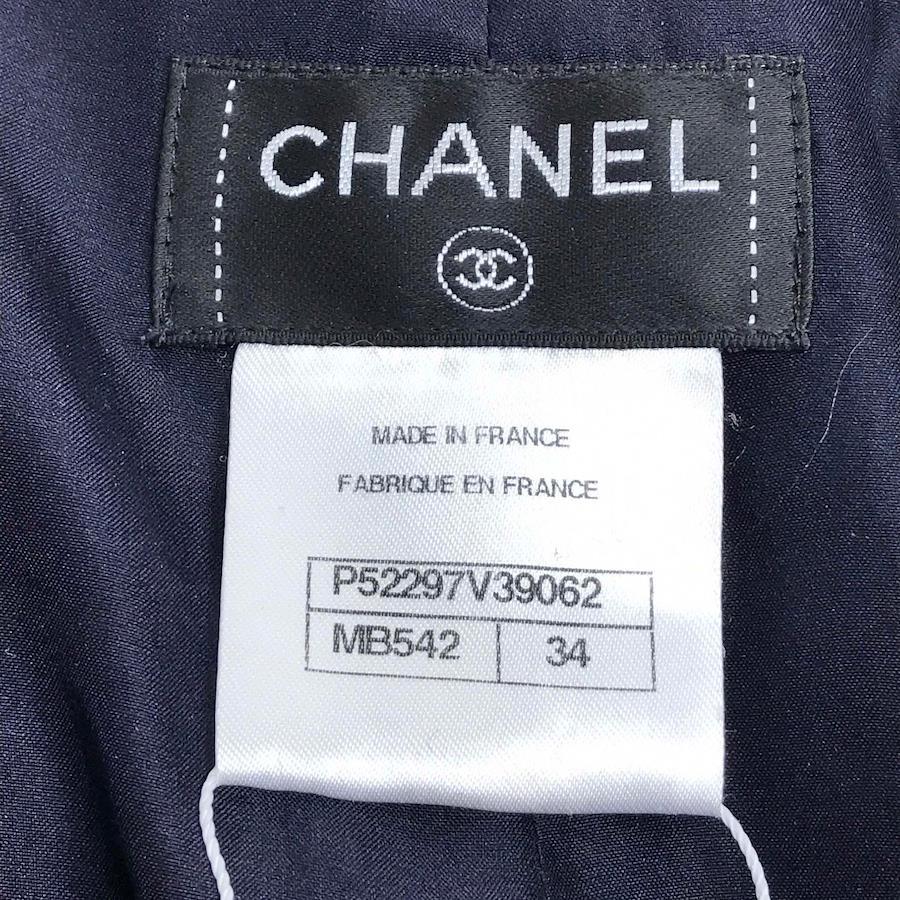 CHANEL
MADE IN FRANCE
FABRIQUE EN FRANCE
P52297V39062
MB542 34